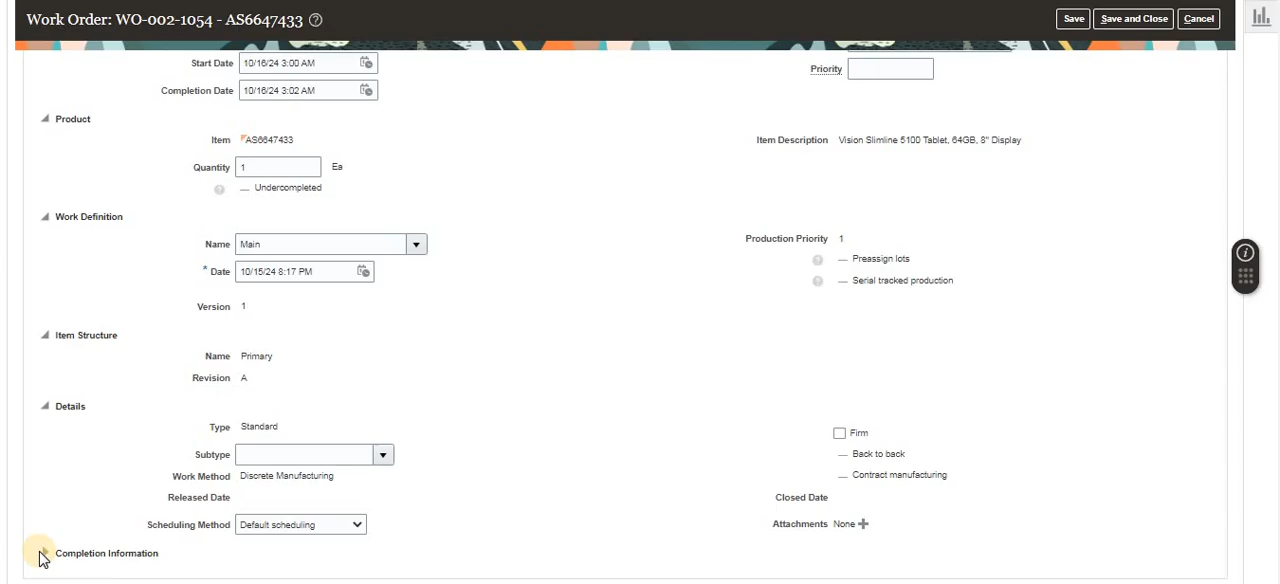 Work Order: WO-002-1054 - AS6647433
Save Save and Close Cancel
Start Date 10/16/24 3:00 AM
Priority
Completion Date 10/16/24 3:02 AM
Product
Item AS6647433
Item Description Vision Slimline 5100 Tablet, 64GB, 8" Display
Quantity 1 Ea
Undercompleted
Work Definition
Name Main
Production Priority 1
Preassign lots
* Date 10/15/24 8:17 PM
Serial tracked production
Version 1
Item Structure
Name Primary
Revision A
Details
Type Standard
Firm
Subtype
Back to back
Work Method Discrete Manufacturing
Contract manufacturing
Released Date
Closed Date
Scheduling Method Default scheduling
Attachments None
Completion Information